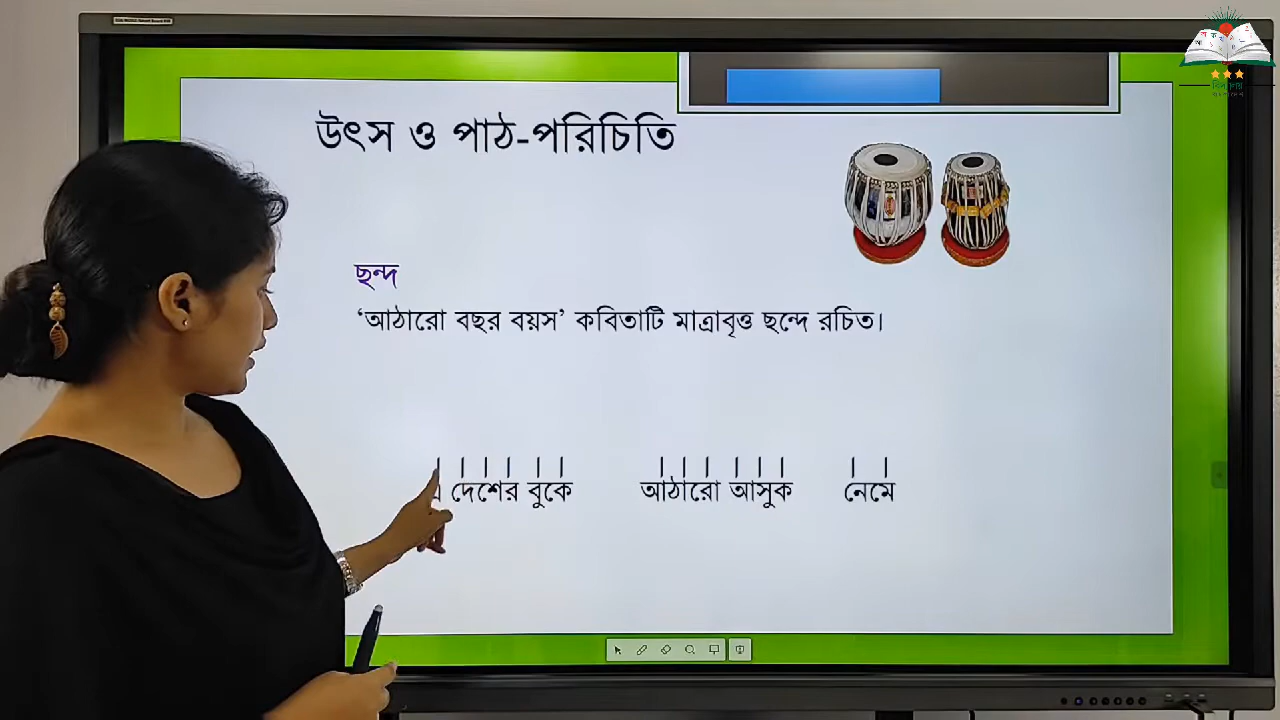 উৎস ও পাঠ-পরিচিতি
ছন্দ
‘আঠারো বছর বয়স’ কবিতাটি মাত্রাবৃত্ত ছন্দে রচিত।
দেশের বুকে আঠারো আসুক নেমে